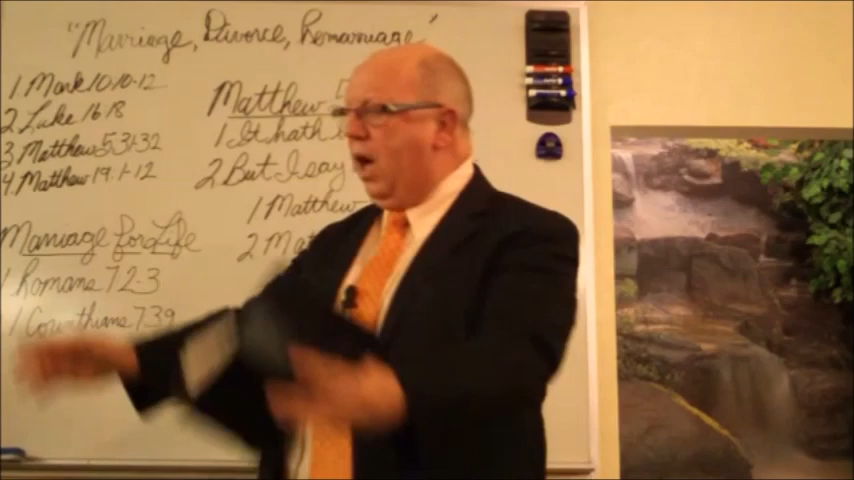 "Marriage, Divorce, Remarriage"
1 Mark 10:10-12
2 Luke 16:18
3 Matthew 5:31-32
4 Matthew 19:1-12
Marriage for Life
1 Romans 7:2-3
1 Corinthians 7:39
Matthew 5
1 It hath
2 But I say
1 Matthew
2 Mat